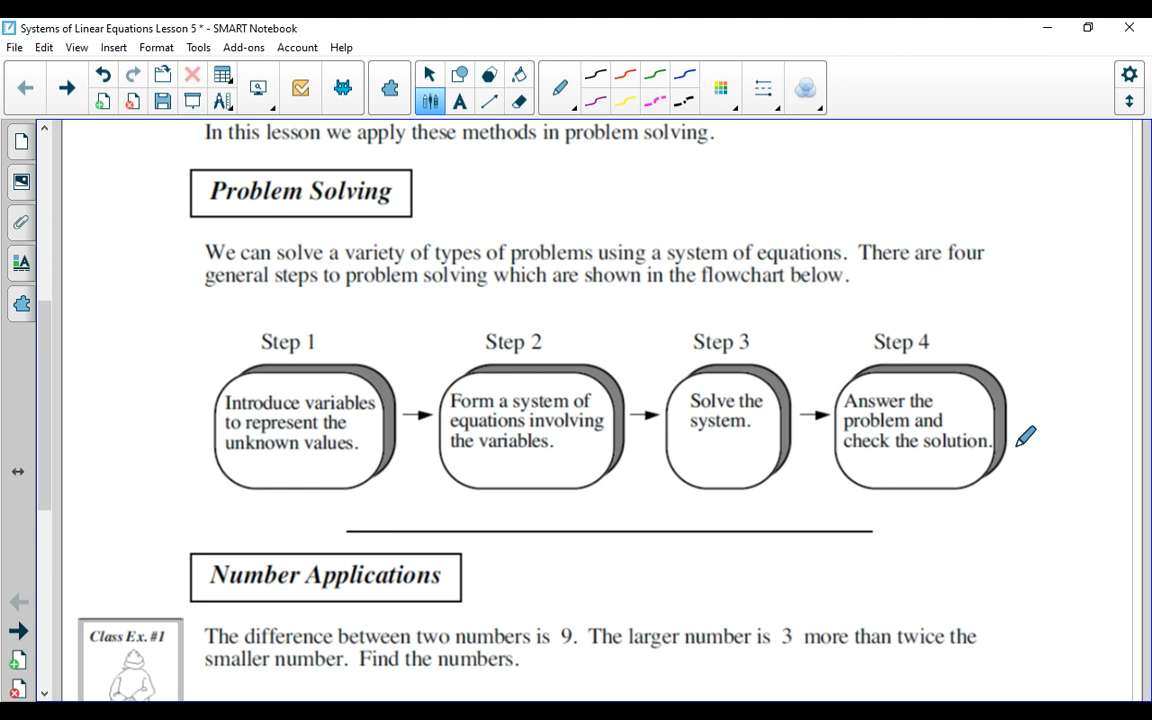 Systems of Linear Equations Lesson 5 * - SMART Notebook
File Edit View Insert Format Tools Add-ons Account Help
In this lesson we apply these methods in problem solving.
Problem Solving
We can solve a variety of types of problems using a system of equations. There are four
general steps to problem solving which are shown in the flowchart below.
Step 1
Introduce variables
to represent the
unknown values.
Step 2
Form a system of
equations involving
the variables.
Step 3
Solve the
system.
Step 4
Answer the
problem and
check the solution.
Number Applications
Class Ex. #1
The difference between two numbers is 9. The larger number is 3 more than twice the
smaller number. Find the numbers.